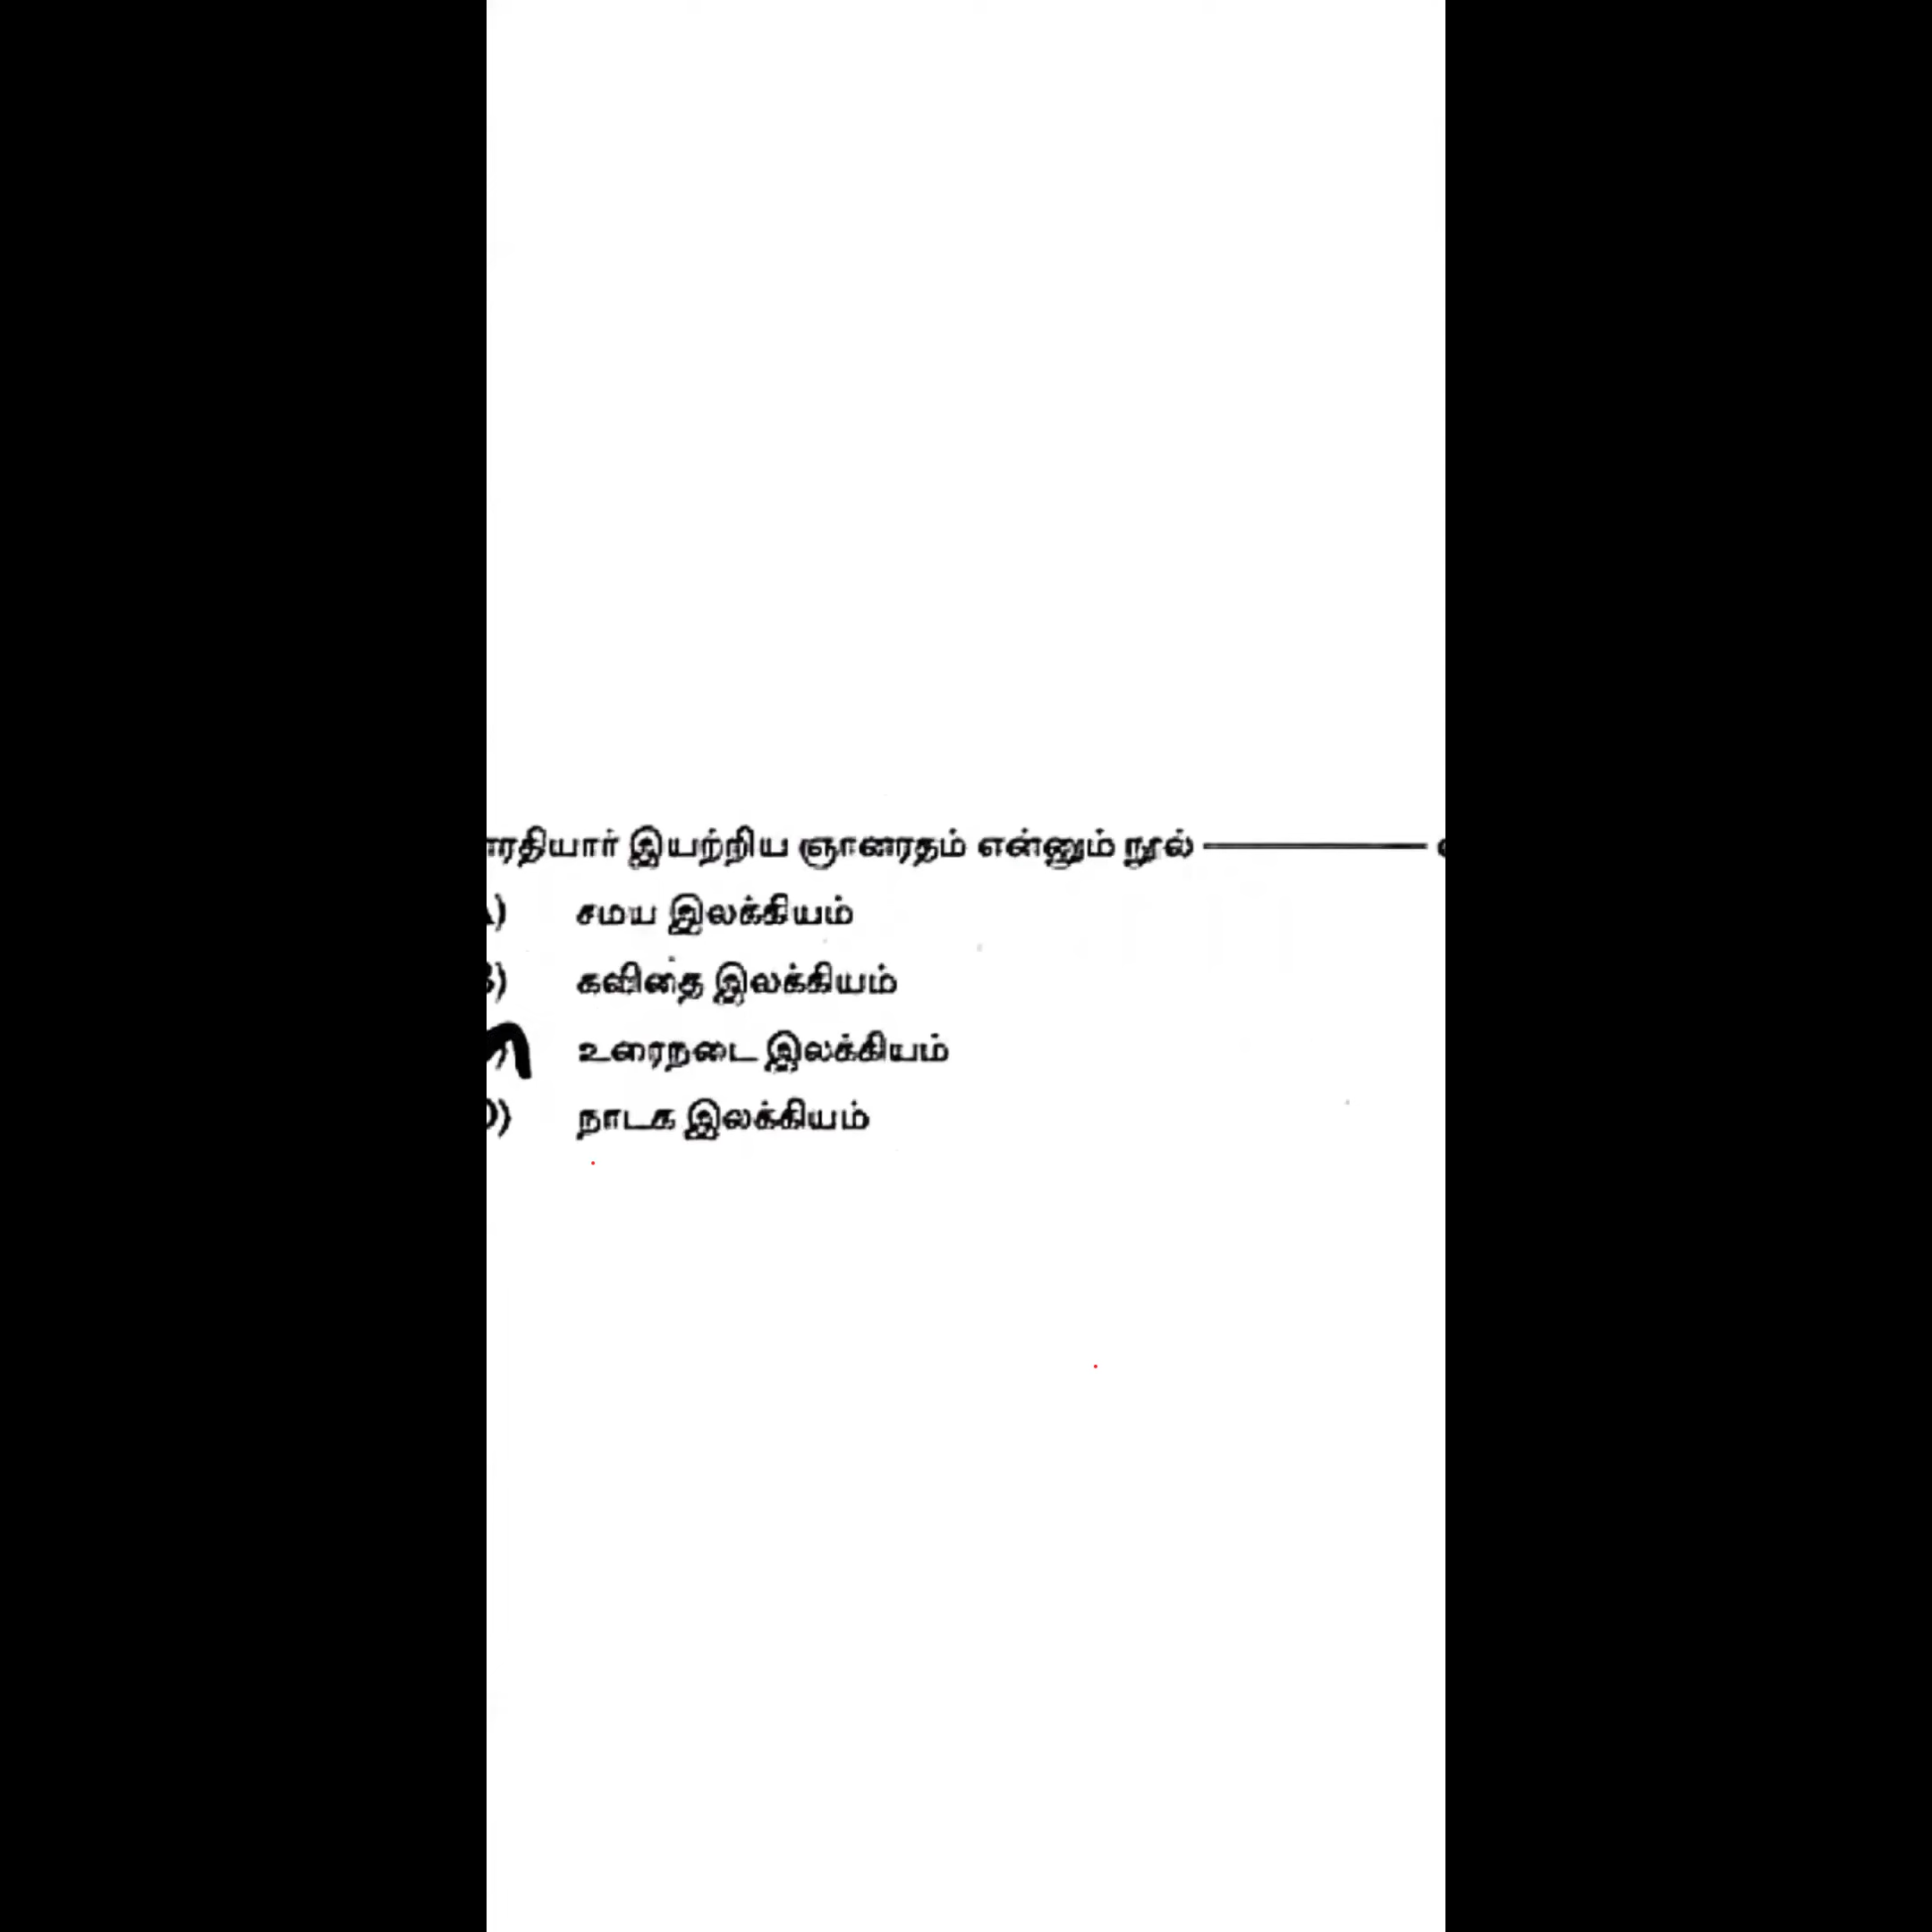 ாரதியார் இயற்றிய ஞானரதம் என்னும் நூல் ————
A) சமய இலக்கியம்
B) கவிதை இலக்கியம்
உரைநடை இலக்கியம்
D) நாடக இலக்கியம்